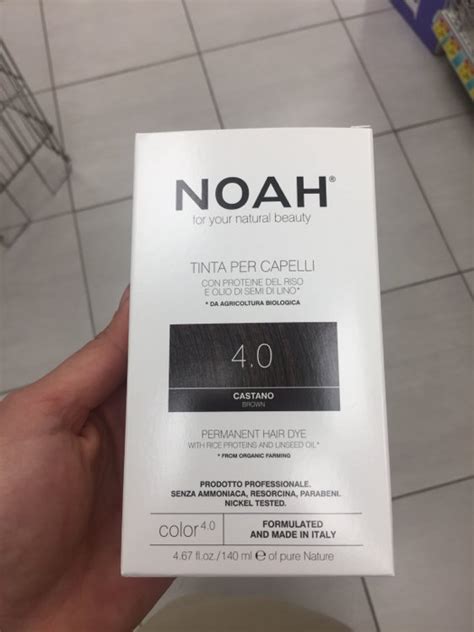 NOAH®
for your natural beauty
TINTA PER CAPELLI
CON PROTEINE DEL RISO
E OLIO DI SEMI DI LINO*
* DA AGRICOLTURA BIOLOGICA
4.0
CASTANO
BROWN
PERMANENT HAIR DYE
WITH RICE PROTEINS AND LINSEED OIL*
* FROM ORGANIC FARMING
PRODOTTO PROFESSIONALE.
SENZA AMMONIACA, RESORCINA, PARABENI.
NICKEL TESTED.
color 4.0
FORMULATED
AND MADE IN ITALY
4.67 fl.oz./140 ml ℮ of pure Nature